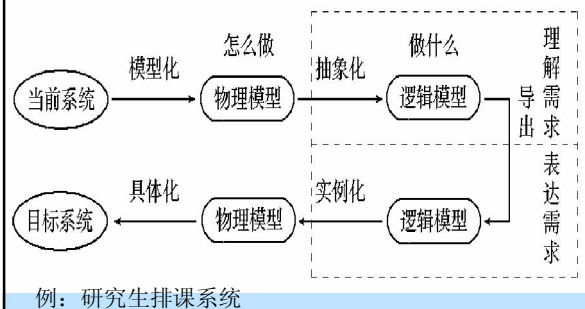 怎么做
做什么
模型化
抽象化
当前系统
物理模型
逻辑模型
导出
理解需求
具体化
实例化
目标系统
物理模型
逻辑模型
表达需求
例：研究生排课系统